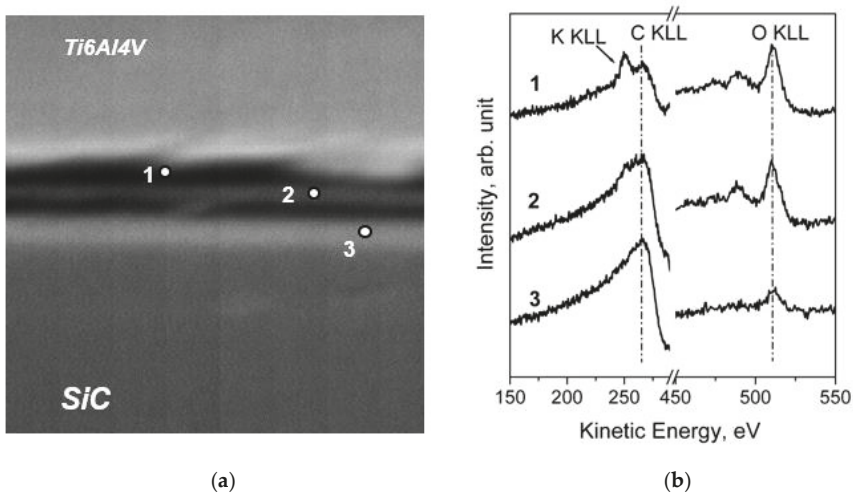 Ti6Al4V
1
2
3
SiC
(a)
Intensity, arb. unit
K KLL
C KLL
O KLL
1
2
3
150
200
250
450
500
550
Kinetic Energy, eV
(b)